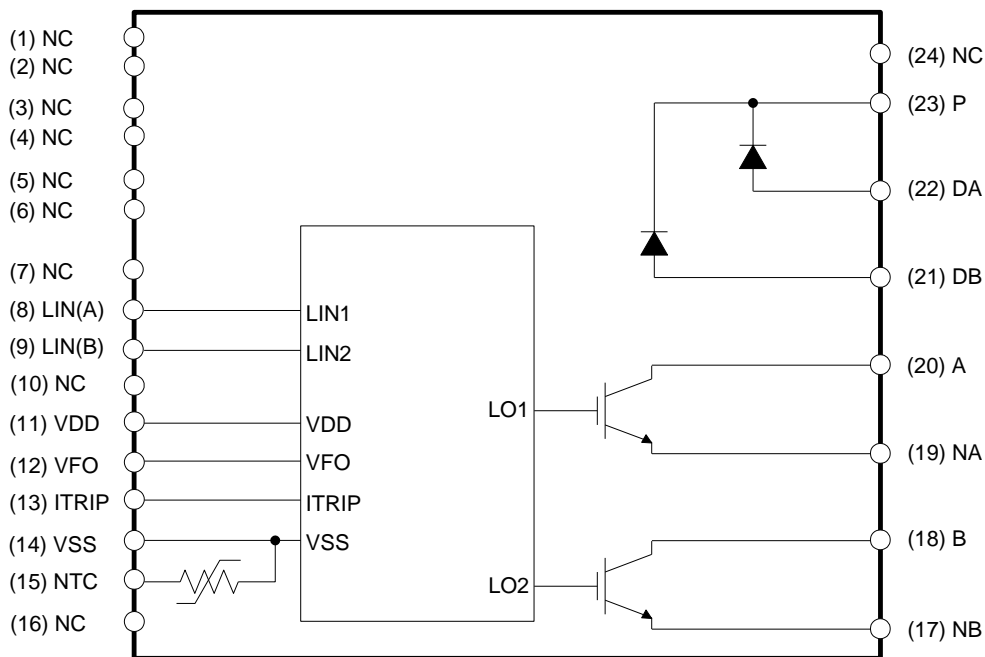 (1) NC
(2) NC
(3) NC
(4) NC
(5) NC
(6) NC
(7) NC
(8) LIN(A)
(9) LIN(B)
(10) NC
(11) VDD
(12) VFO
(13) ITRIP
(14) VSS
(15) NTC
(16) NC
LIN1
LIN2
VDD
VFO
ITRIP
VSS
LO1
LO2
(24) NC
(23) P
(22) DA
(21) DB
(20) A
(19) NA
(18) B
(17) NB